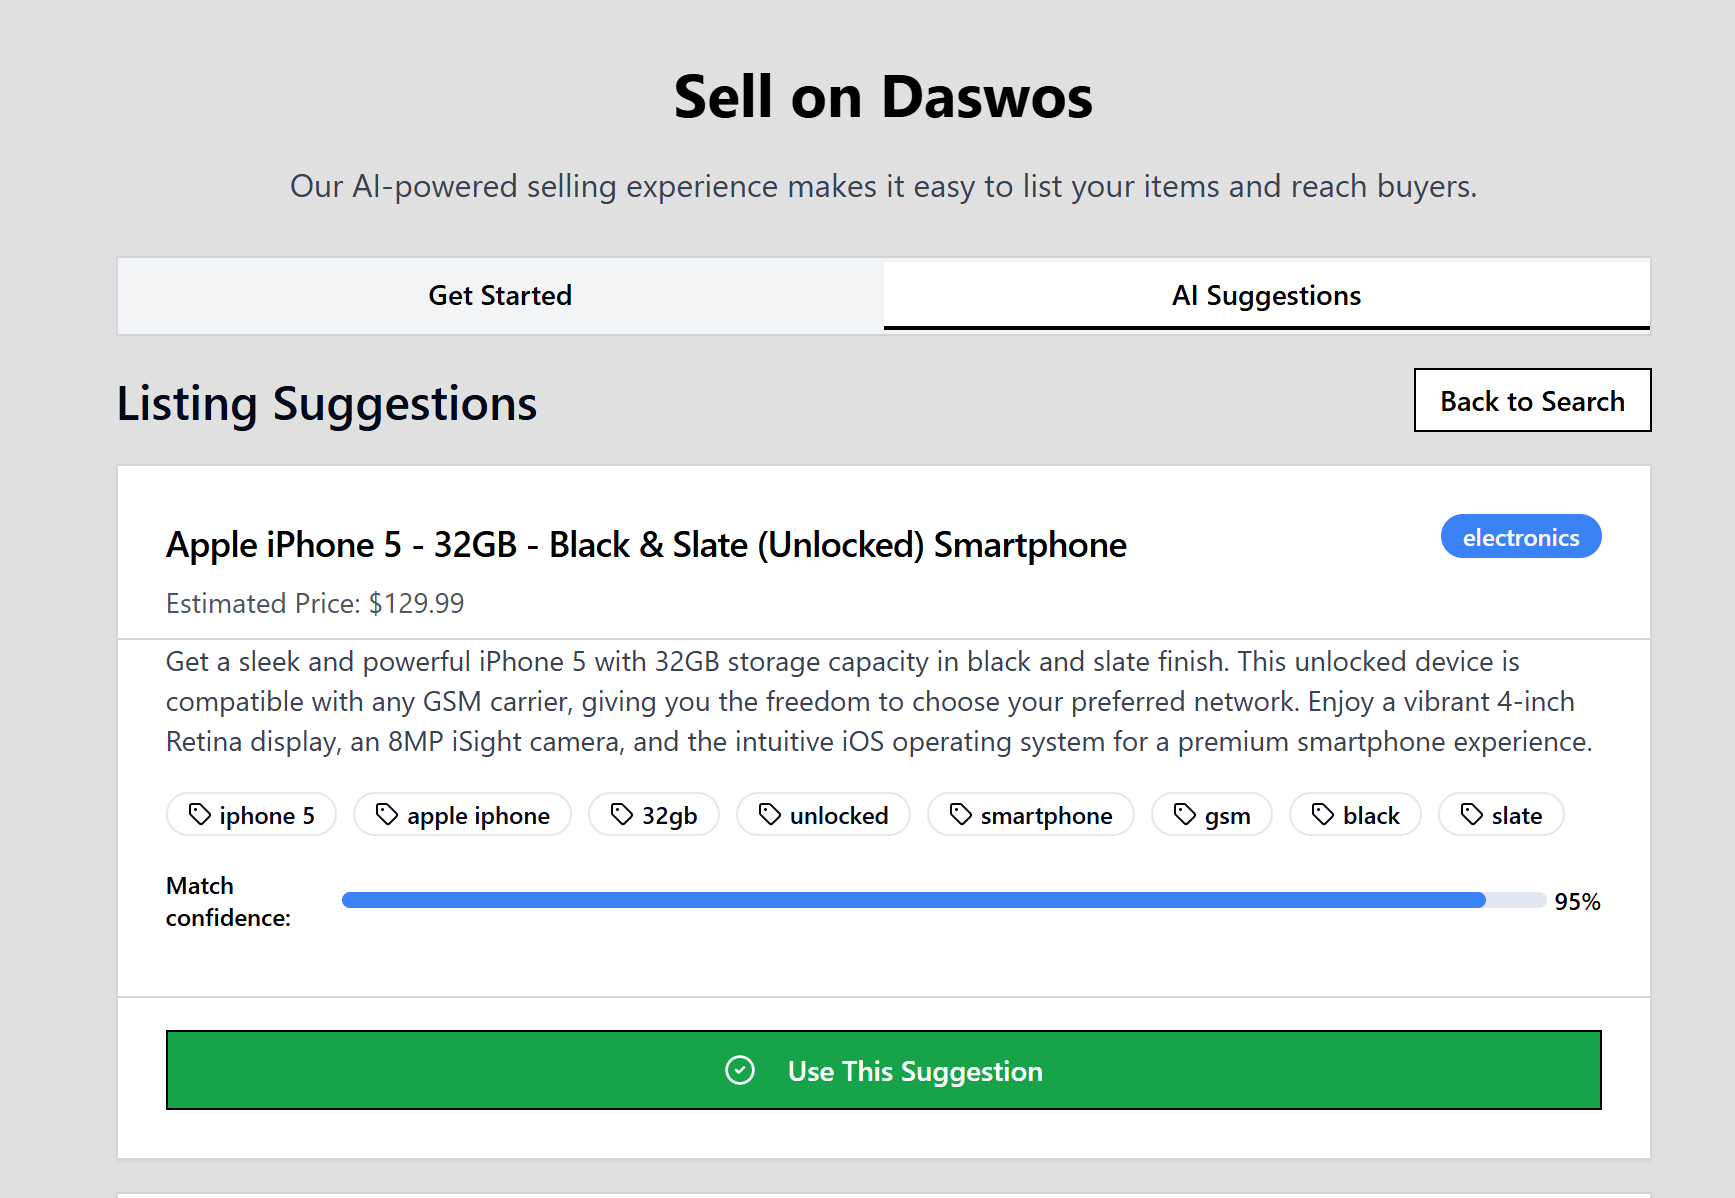 Sell on Daswos
Our AI-powered selling experience makes it easy to list your items and reach buyers.
Get Started
AI Suggestions
Listing Suggestions
Back to Search
Apple iPhone 5 - 32GB - Black & Slate (Unlocked) Smartphone
electronics
Estimated Price: $129.99
Get a sleek and powerful iPhone 5 with 32GB storage capacity in black and slate finish. This unlocked device is
compatible with any GSM carrier, giving you the freedom to choose your preferred network. Enjoy a vibrant 4-inch
Retina display, an 8MP iSight camera, and the intuitive iOS operating system for a premium smartphone experience.
iphone 5
apple iphone
32gb
unlocked
smartphone
gsm
black
slate
Match
confidence:
95%
Use This Suggestion